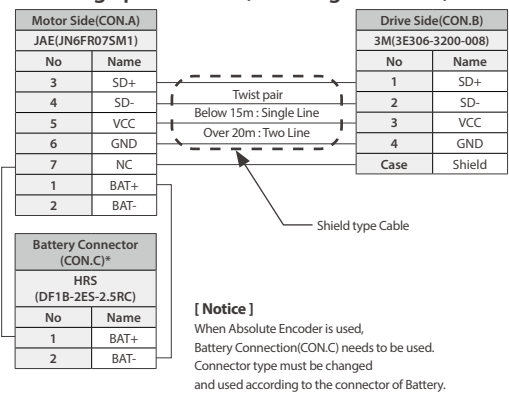 Motor Side(CON.A)
JAE(JN6FR07SM1)
No Name
3 SD+
4 SD-
5 VCC
6 GND
7 NC
1 BAT+
2 BAT-
Twist pair
Below 15m : Single Line
Over 20m : Two Line
Drive Side(CON.B)
3M(3E306-3200-008)
No Name
1 SD+
2 SD-
3 VCC
4 GND
Case Shield
Shield type Cable
Battery Connector
(CON.C)*
HRS
(DF1B-2ES-2.5RC)
No Name
1 BAT+
2 BAT-
[ Notice ]
When Absolute Encoder is used,
Battery Connection(CON.C) needs to be used.
Connector type must be changed
and used according to the connector of Battery.